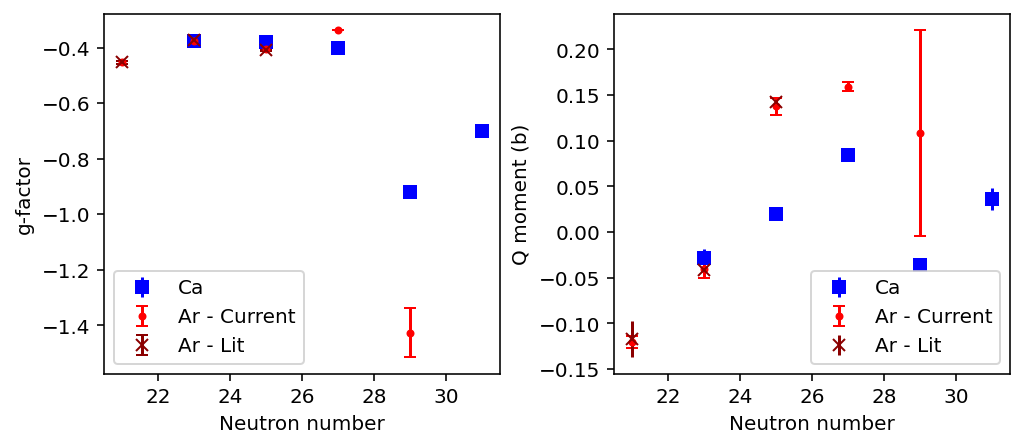 −0.4
−0.6
−0.8
−1.0
−1.2
−1.4
g-factor
Ca
Ar - Current
Ar - Lit
22 24 26 28 30
Neutron number
0.20
0.15
0.10
0.05
0.00
−0.05
−0.10
−0.15
Q moment (b)
Ca
Ar - Current
Ar - Lit
22 24 26 28 30
Neutron number